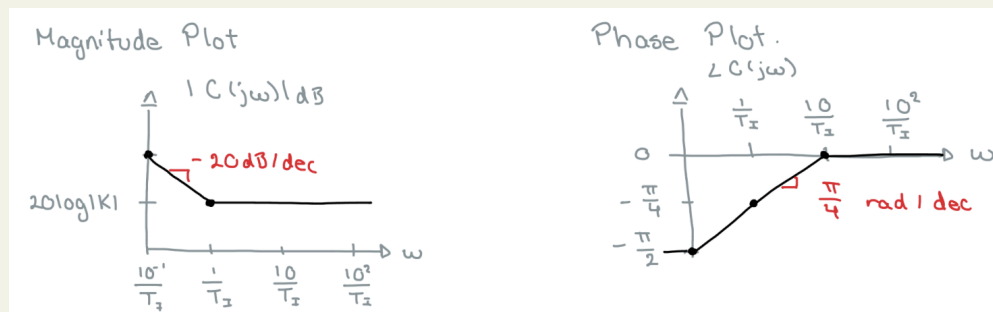 Magnitude Plot
|C(jω)|dB
- 20dB/dec
20log|K|
ω
10⁻¹/T_I
1/T_I
10/T_I
10²/T_I
Phase Plot.
∠C(jω)
1/T_I
10/T_I
10²/T_I
0
ω
- π/4
π/4 rad/dec
- π/2